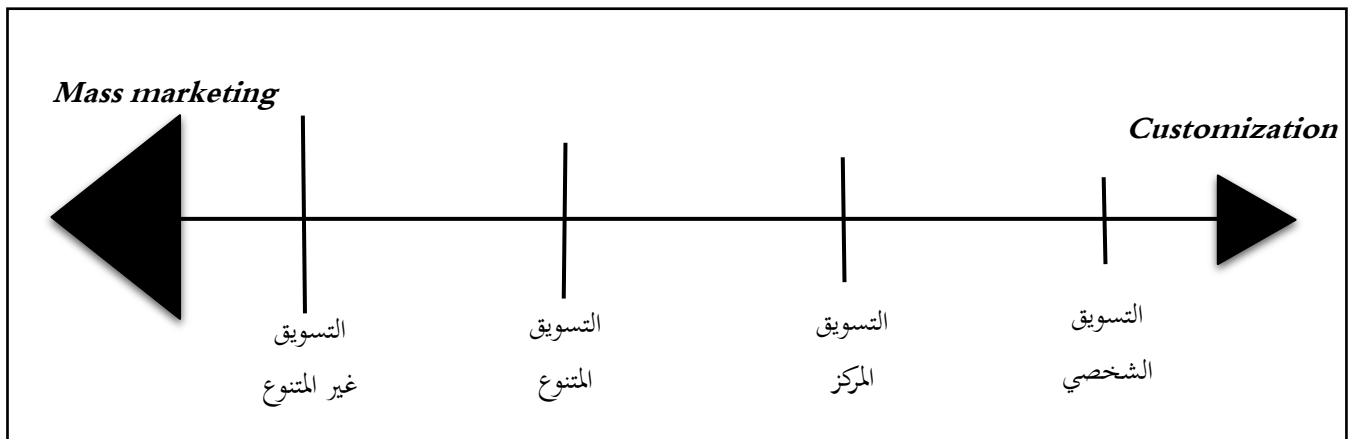 Mass marketing
Customization
التسويق
غير المتنوع
التسويق
المتنوع
التسويق
المركز
التسويق
الشخصي